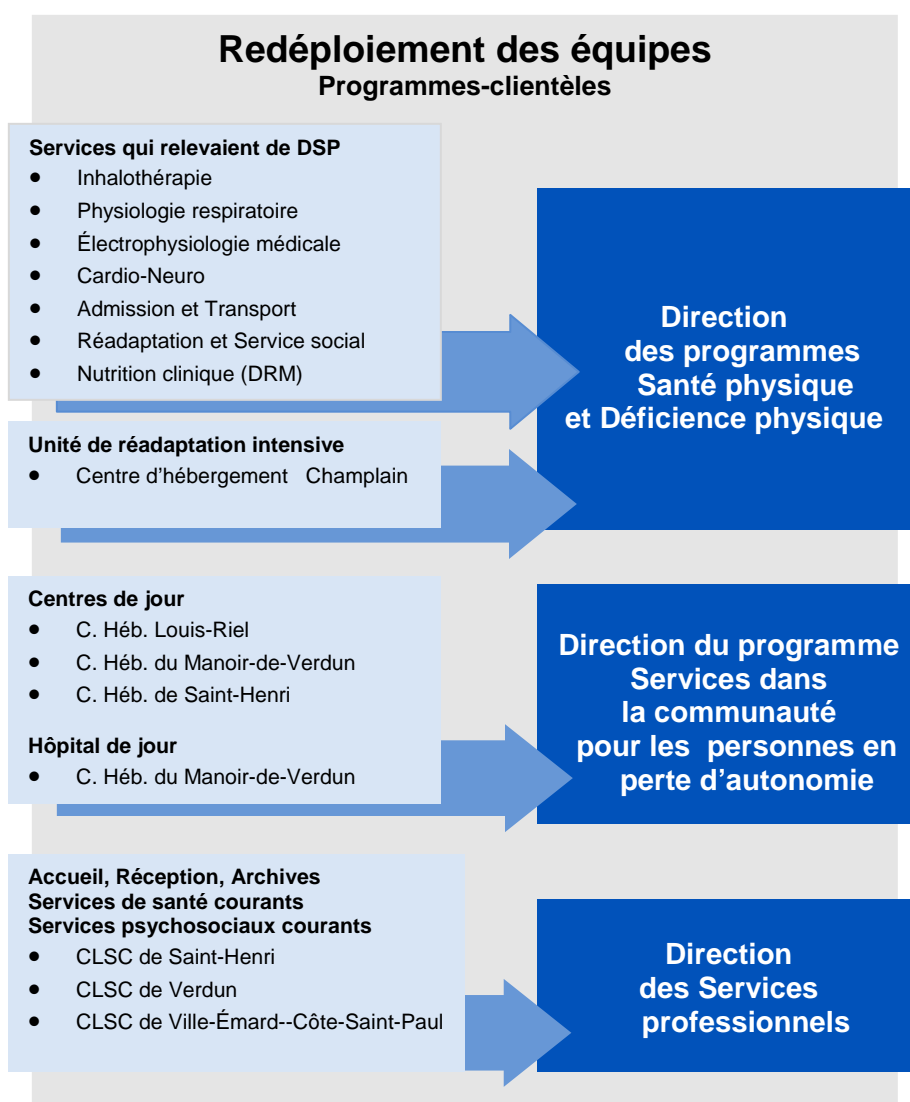 Redéploiement des équipes
Programmes-clientèles
Services qui relevaient de DSP
• Inhalothérapie
• Physiologie respiratoire
• Électrophysiologie médicale
• Cardio-Neuro
• Admission et Transport
• Réadaptation et Service social
• Nutrition clinique (DRM)
Unité de réadaptation intensive
• Centre d'hébergement Champlain
Direction
des programmes
Santé physique
et Déficience physique
Centres de jour
• C. Héb. Louis-Riel
• C. Héb. du Manoir-de-Verdun
• C. Héb. de Saint-Henri
Hôpital de jour
• C. Héb. du Manoir-de-Verdun
Direction du programme
Services dans
la communauté
pour les personnes en
perte d'autonomie
Accueil, Réception, Archives
Services de santé courants
Services psychosociaux courants
• CLSC de Saint-Henri
• CLSC de Verdun
• CLSC de Ville-Émard--Côte-Saint-Paul
Direction
des Services
professionnels